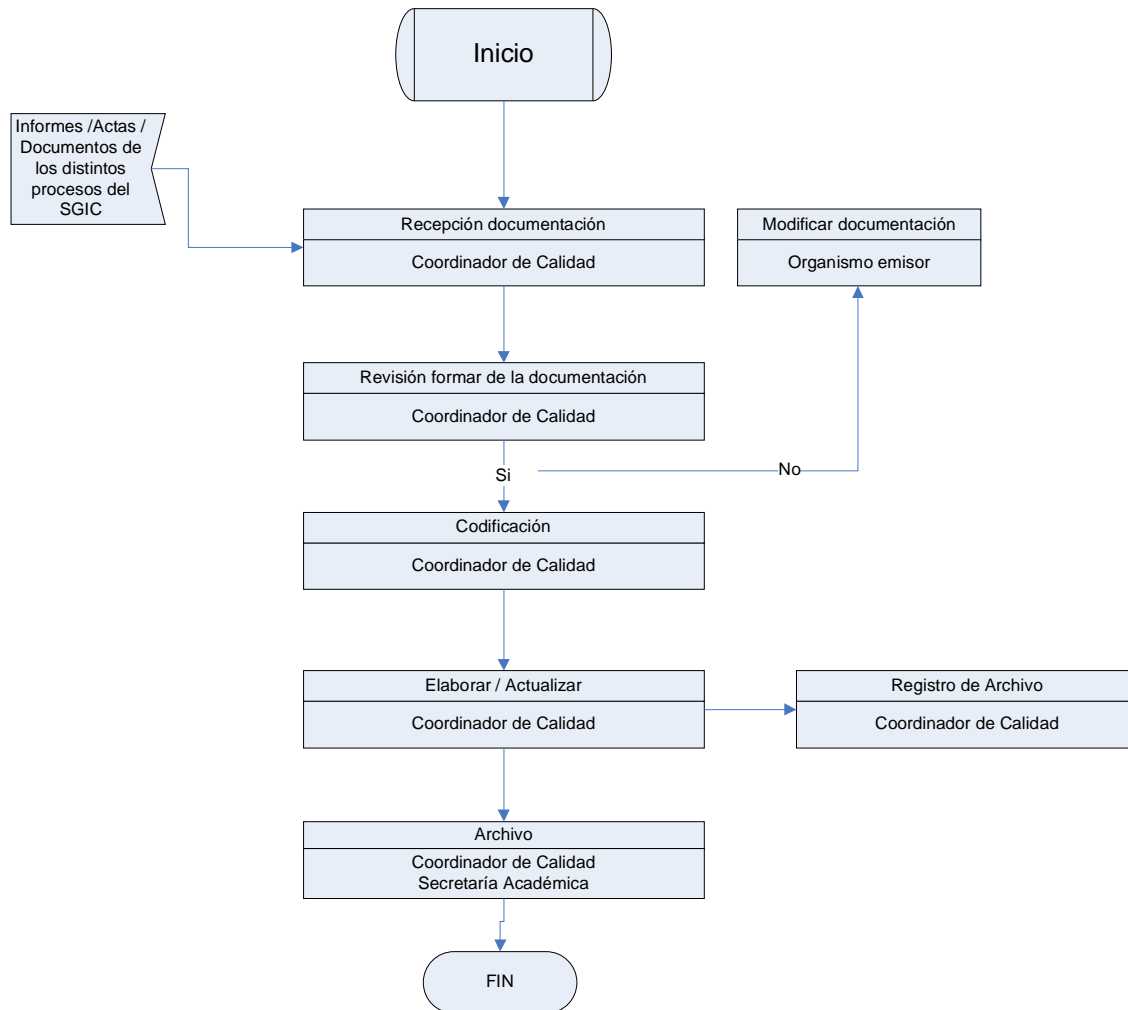 Inicio
Informes /Actas /
Documentos de
los distintos
procesos del
SGIC
Recepción documentación
Coordinador de Calidad
Modificar documentación
Organismo emisor
Revisión formar de la documentación
Coordinador de Calidad
Si
No
Codificación
Coordinador de Calidad
Elaborar / Actualizar
Coordinador de Calidad
Registro de Archivo
Coordinador de Calidad
Archivo
Coordinador de Calidad
Secretaría Académica
FIN